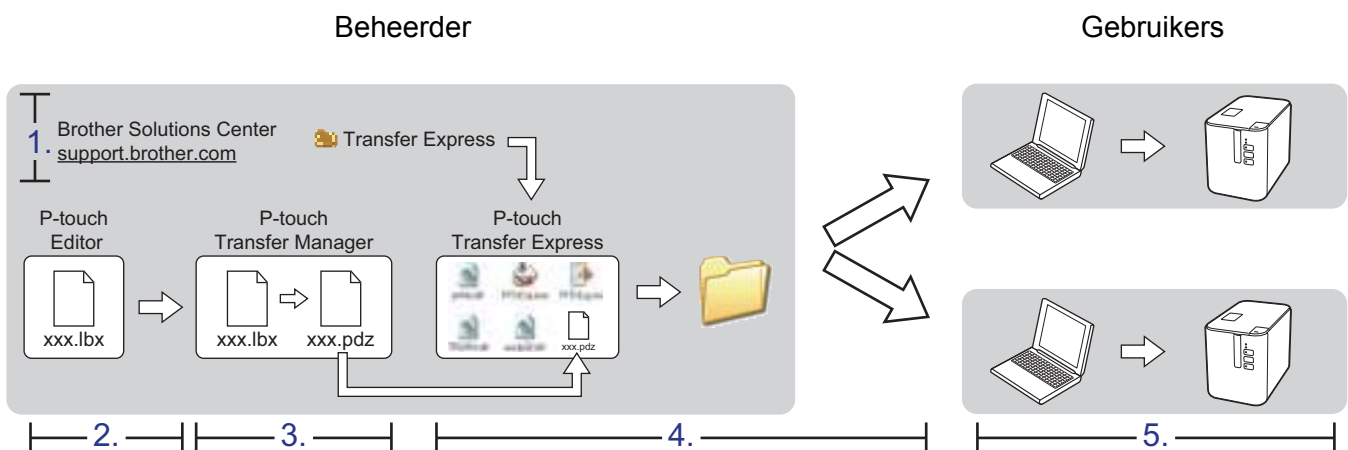 Beheerder
Gebruikers
1.
Brother Solutions Center
support.brother.com
Transfer Express
P-touch
Editor
xxx.lbx
P-touch
Transfer Manager
xxx.lbx xxx.pdz
P-touch
Transfer Express
xxx.pdz
2.
3.
4.
5.